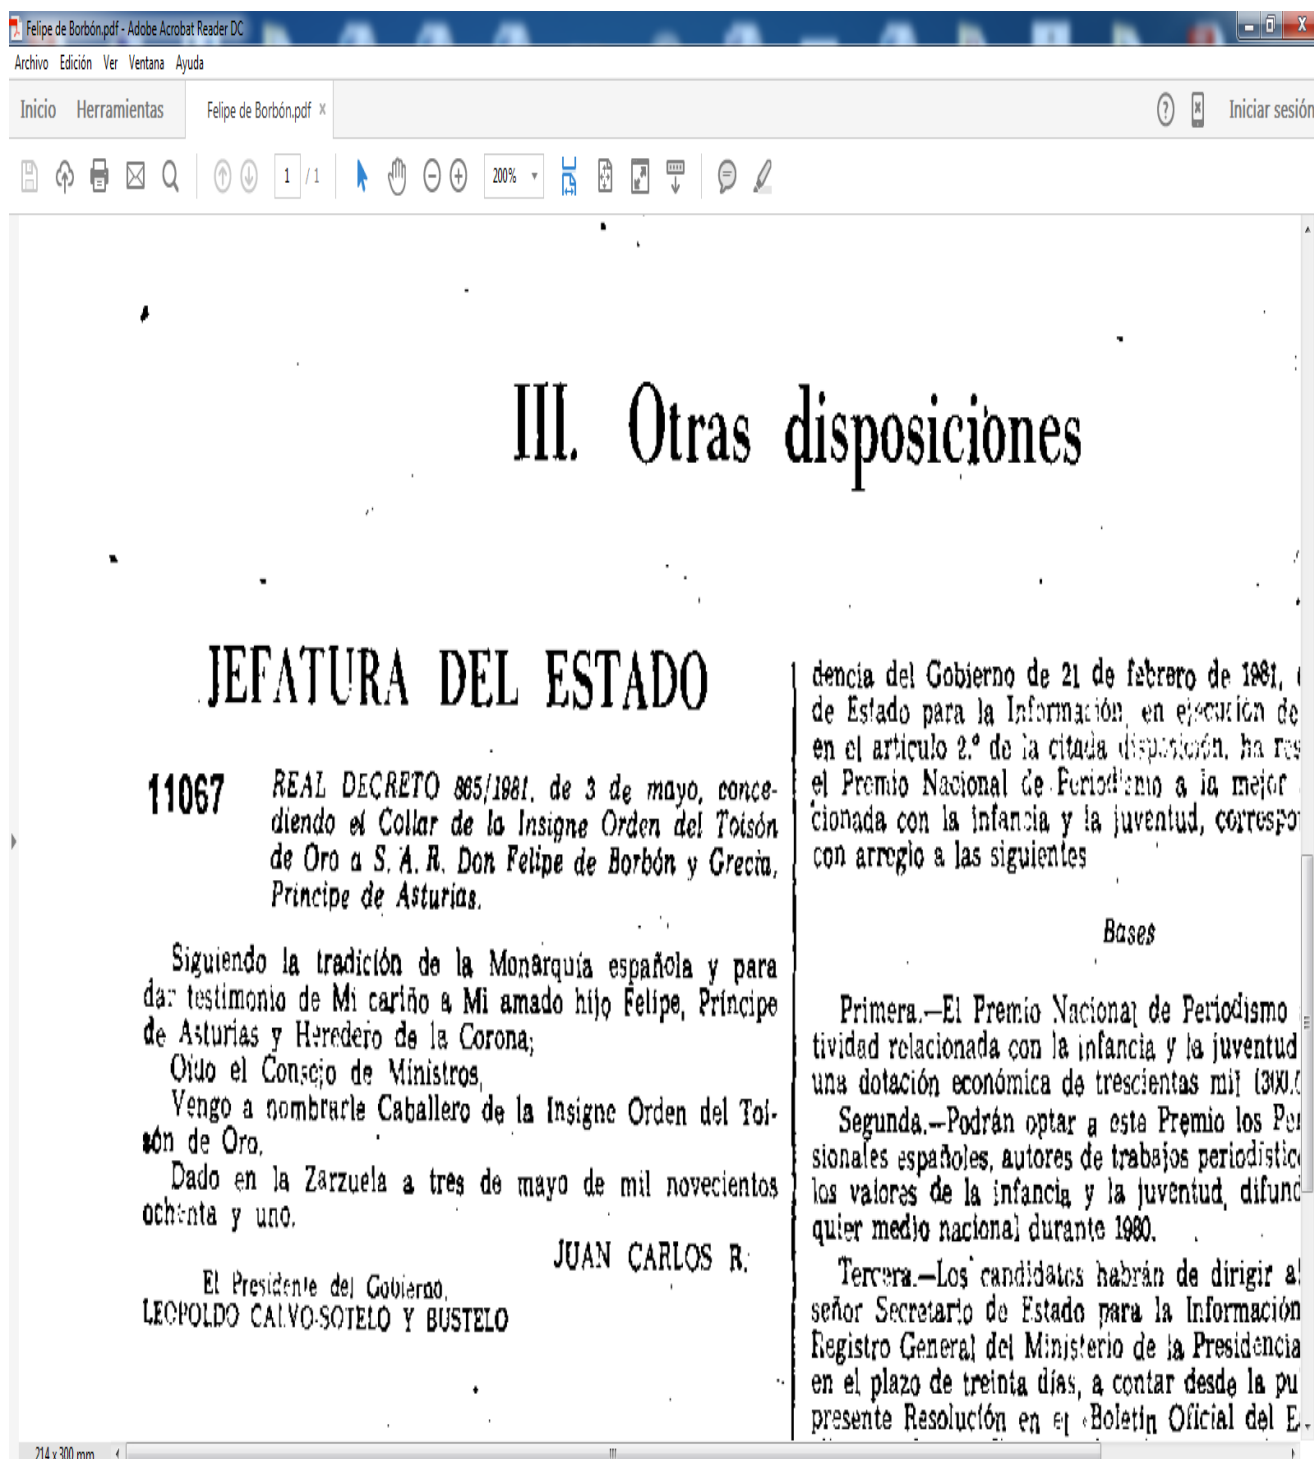 Felipe de Borbón.pdf - Adobe Acrobat Reader DC
Archivo Edición Ver Ventana Ayuda
Inicio Herramientas Felipe de Borbón.pdf × Iniciar sesión
1 / 1 200%
III. Otras disposiciones
JEFATURA DEL ESTADO
11067 REAL DECRETO 865/1981, de 3 de mayo, conce-
diendo el Collar de la Insigne Orden del Toisón
de Oro a S. A. R. Don Felipe de Borbón y Grecia,
Príncipe de Asturias.
Siguiendo la tradición de la Monarquía española y para
dar testimonio de Mi cariño a Mi amado hijo Felipe, Príncipe
de Asturias y Heredero de la Corona;
Oído el Consejo de Ministros,
Vengo a nombrarle Caballero de la Insigne Orden del Toi-
són de Oro.
Dado en la Zarzuela a tres de mayo de mil novecientos
ochenta y uno.
JUAN CARLOS R.
El Presidente del Gobierno,
LEOPOLDO CALVO-SOTELO Y BUSTELO
dencia del Gobierno de 21 de febrero de 1981,
de Estado para la Información, en ejecución de
en el artículo 2.º de la citada disposición, ha res
el Premio Nacional de Periodismo a la mejor
cionada con la infancia y la juventud, correspo
con arreglo a las siguientes
Bases
Primera.—El Premio Nacional de Periodismo
tividad relacionada con la infancia y la juventud
una dotación económica de trescientas mil (300.
Segunda.—Podrán optar a este Premio los Per
sionales españoles, autores de trabajos periodístic
los valores de la infancia y la juventud, difund
quier medio nacional durante 1980.
Tercera.—Los candidatos habrán de dirigir a
señor Secretario de Estado para la Información
Registro General del Ministerio de la Presidencia
en el plazo de treinta días, a contar desde la pu
presente Resolución en el «Boletín Oficial del E
214 x 300 mm